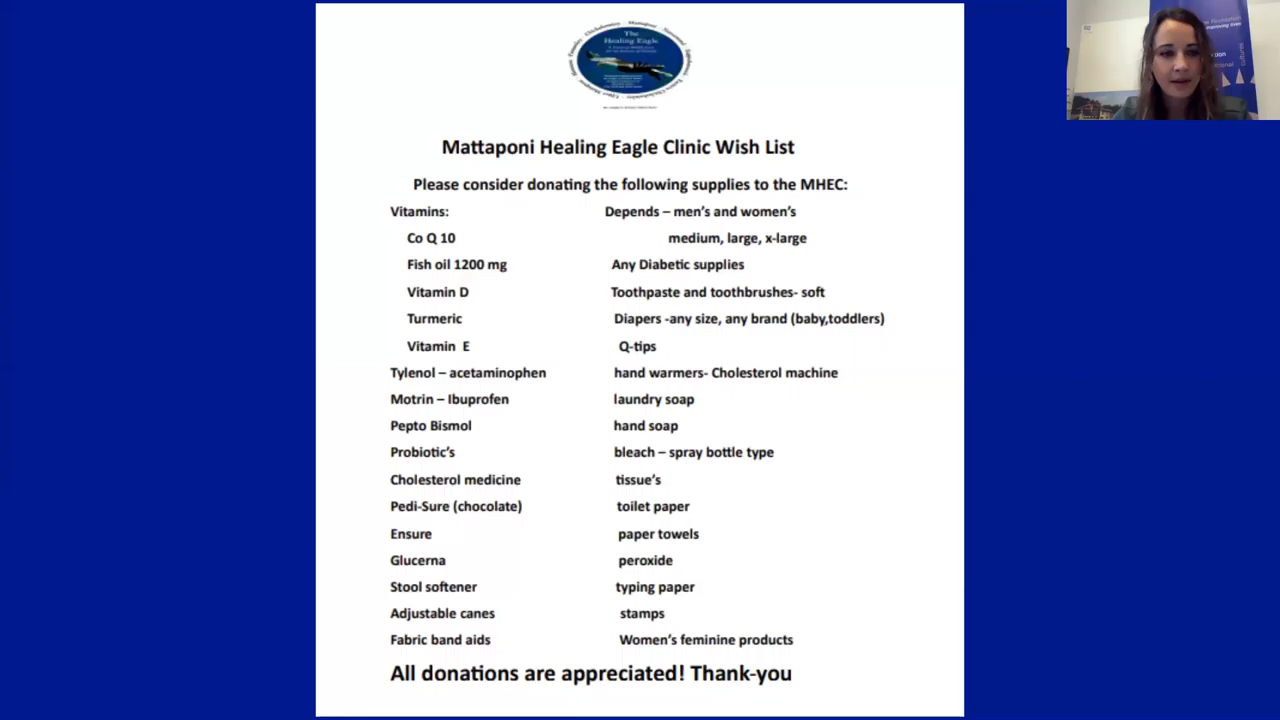 The
Healing Eagle
Mattaponi Healing Eagle Clinic Wish List
Please consider donating the following supplies to the MHEC:
Vitamins: Depends – men's and women's
Co Q 10 medium, large, x-large
Fish oil 1200 mg Any Diabetic supplies
Vitamin D Toothpaste and toothbrushes- soft
Turmeric Diapers -any size, any brand (baby,toddlers)
Vitamin E Q-tips
Tylenol – acetaminophen hand warmers- Cholesterol machine
Motrin – Ibuprofen laundry soap
Pepto Bismol hand soap
Probiotic's bleach – spray bottle type
Cholesterol medicine tissue's
Pedi-Sure (chocolate) toilet paper
Ensure paper towels
Glucerna peroxide
Stool softener typing paper
Adjustable canes stamps
Fabric band aids Women's feminine products
All donations are appreciated! Thank-you